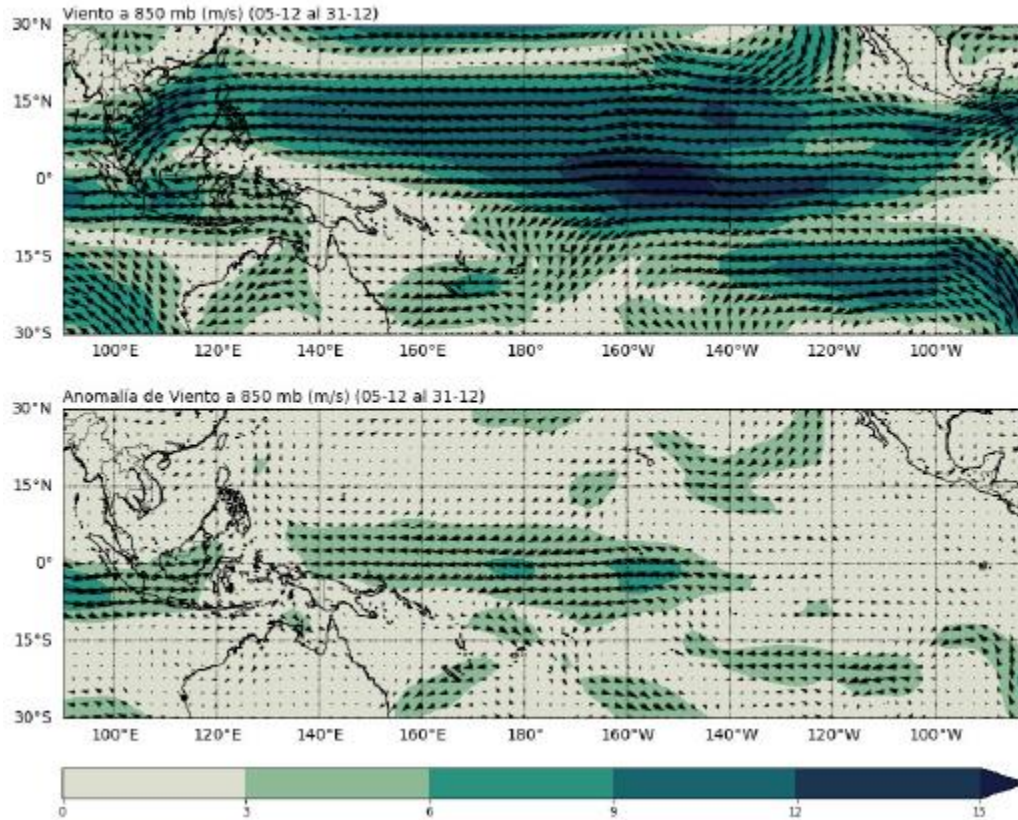 Viento a 850 mb (m/s) (05-12 al 31-12)
30°N
15°N
0°
15°S
30°S
100°E 120°E 140°E 160°E 180° 160°W 140°W 120°W 100°W
Anomalía de Viento a 850 mb (m/s) (05-12 al 31-12)
30°N
15°N
0°
15°S
30°S
100°E 120°E 140°E 160°E 180° 160°W 140°W 120°W 100°W
0 3 6 9 12 15